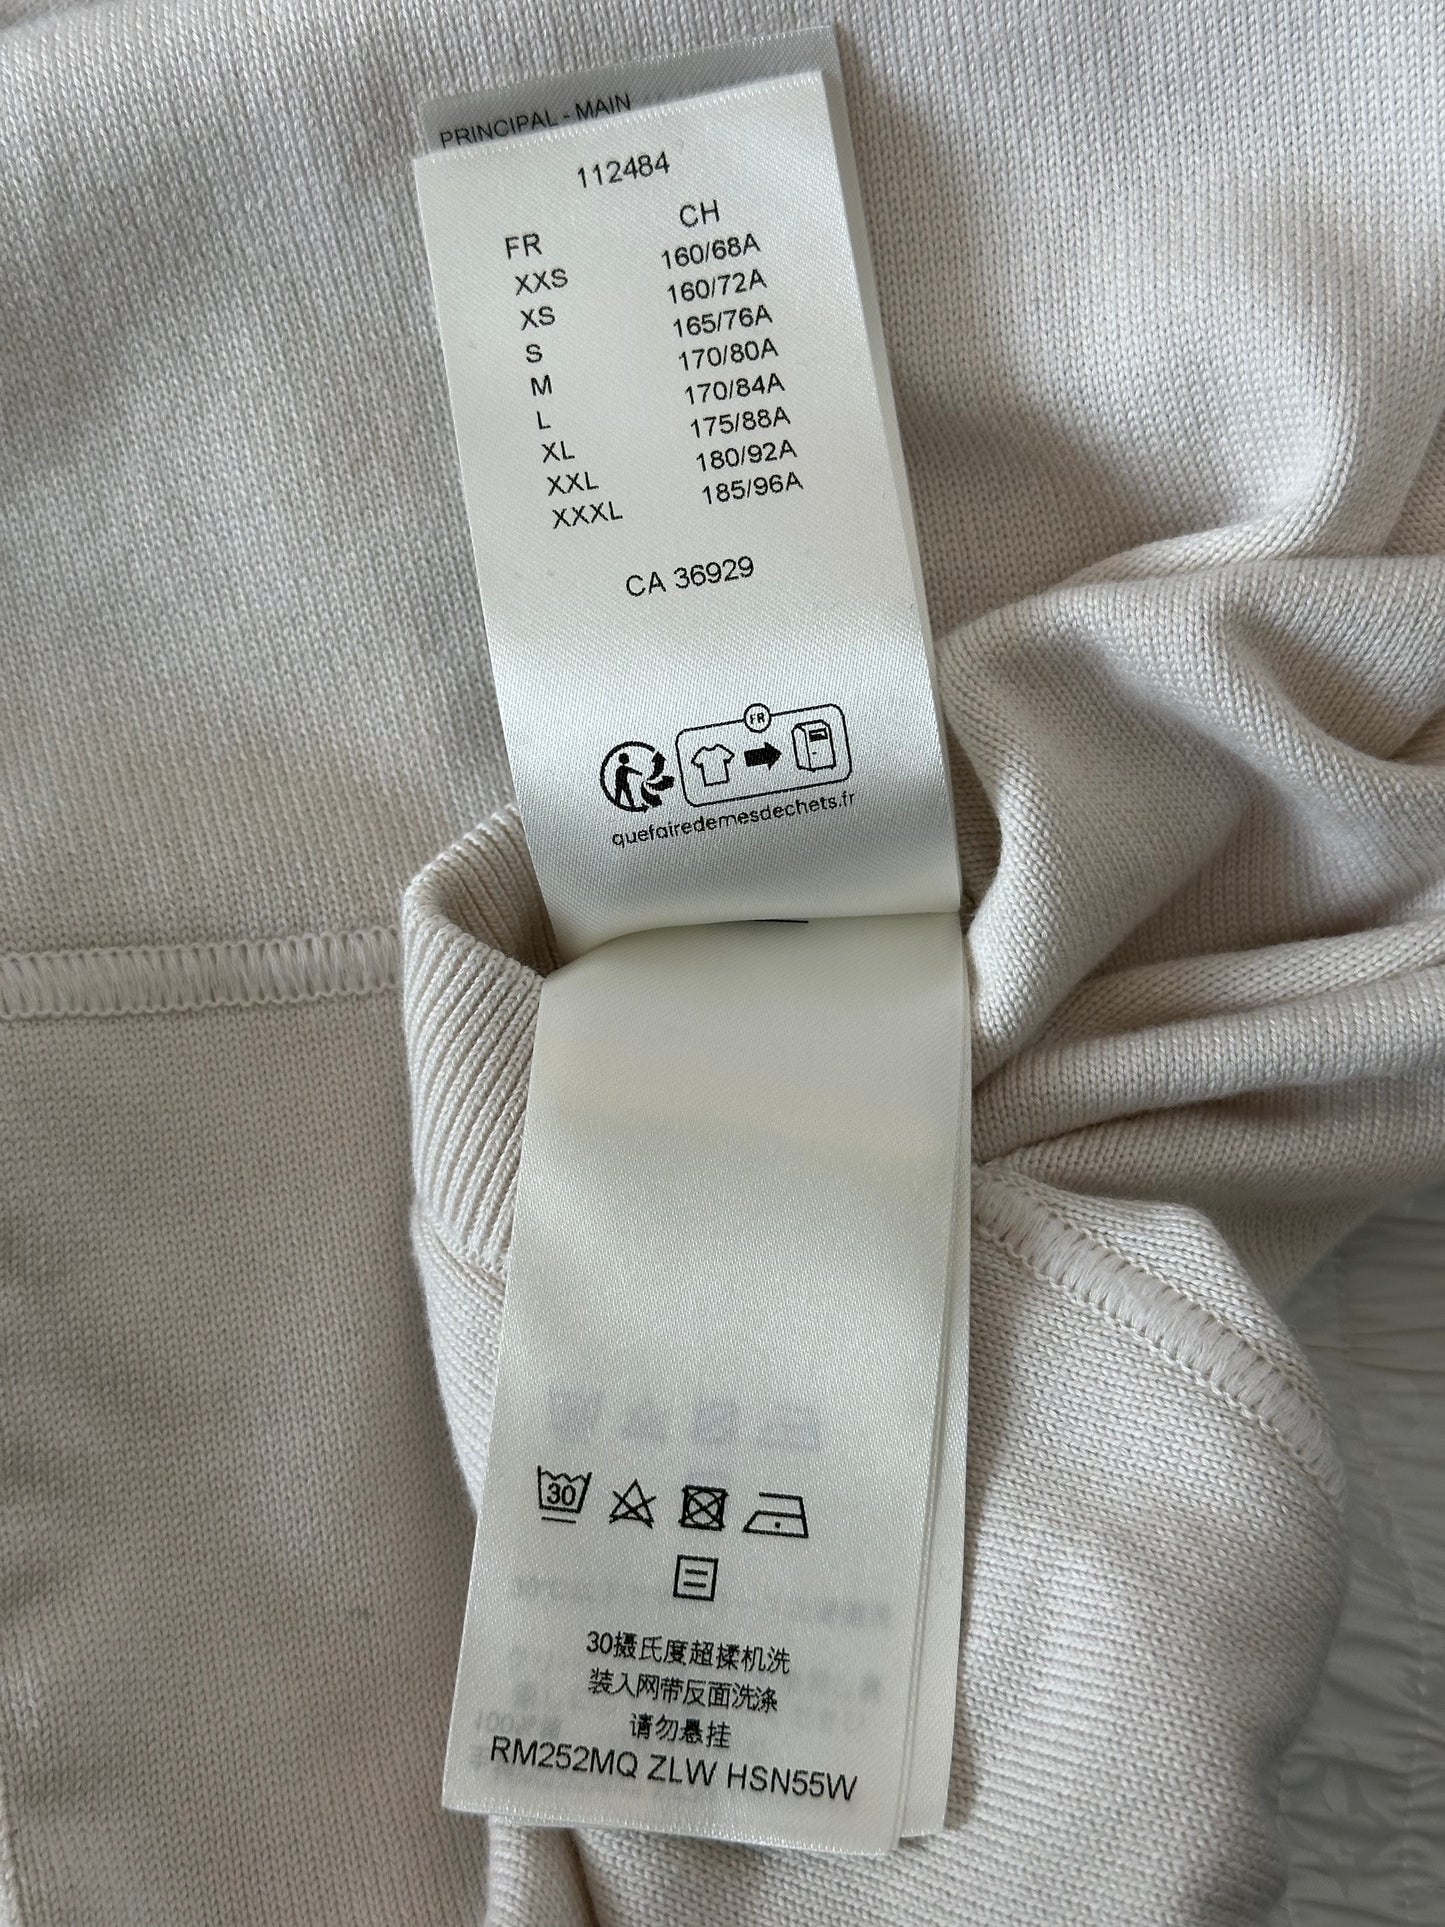 PRINCIPAL - MAIN
112484
FR CH
XXS 160/68A
XS 160/72A
S 165/76A
M 170/80A
L 170/84A
XL 175/88A
XXL 180/92A
XXXL 185/96A
CA 36929
FR
quefairedemesdechets.fr
30
30摄氏度超揉机洗
装入网带反面洗涤
请勿悬挂
RM252MQ ZLW HSN55W